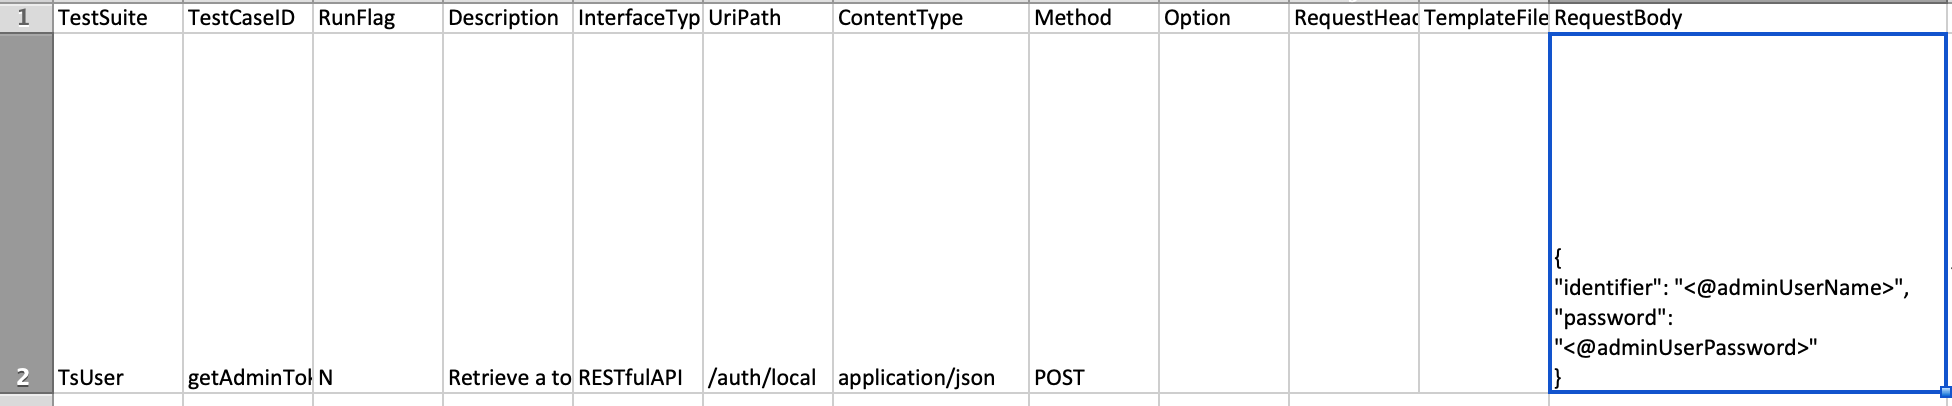 1 TestSuite TestCaseID RunFlag Description InterfaceTyp UriPath ContentType Method Option RequestHeac TemplateFile RequestBody
{
"identifier": "<@adminUserName>",
"password":
"<@adminUserPassword>"
2 TsUser getAdminTok N Retrieve a to RESTfulAPI /auth/local application/json POST }